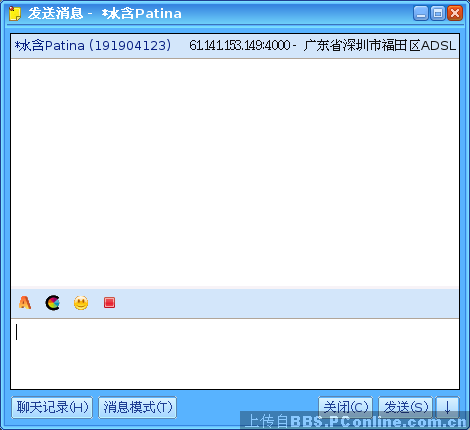 发送消息 - *水含Patina
*水含Patina (191904123) 61.141.153.149:4000 - 广东省深圳市福田区ADSL
聊天记录(H) 消息模式(T) 关闭(C) 发送(S) ↓
上传自BBS.PConline.com.cn